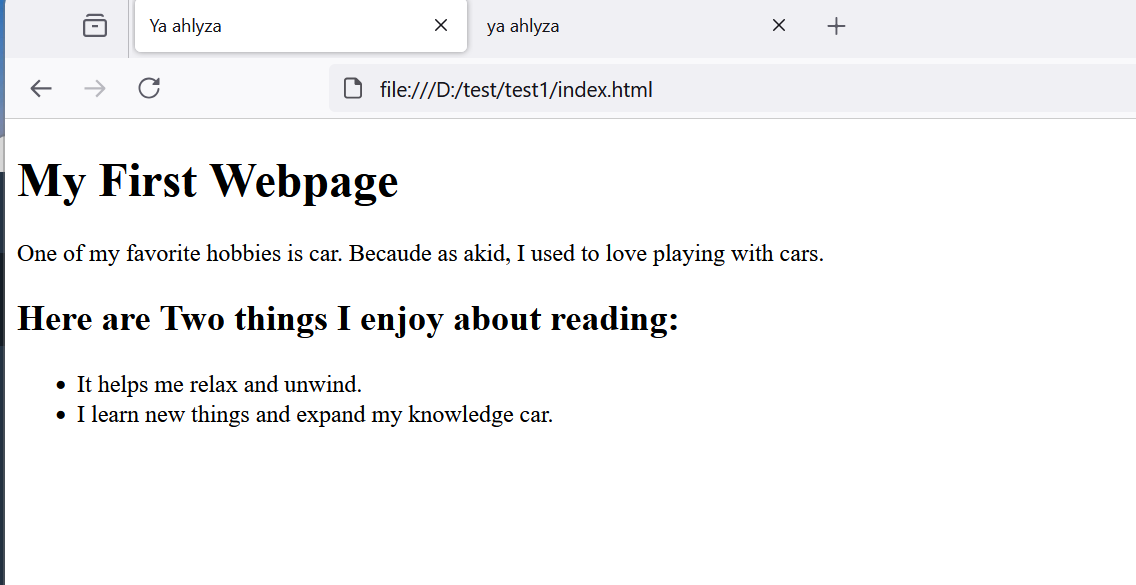 Ya ahlyza
ya ahlyza
file:///D:/test/test1/index.html
My First Webpage
One of my favorite hobbies is car. Becaude as akid, I used to love playing with cars.
Here are Two things I enjoy about reading:
• It helps me relax and unwind.
• I learn new things and expand my knowledge car.